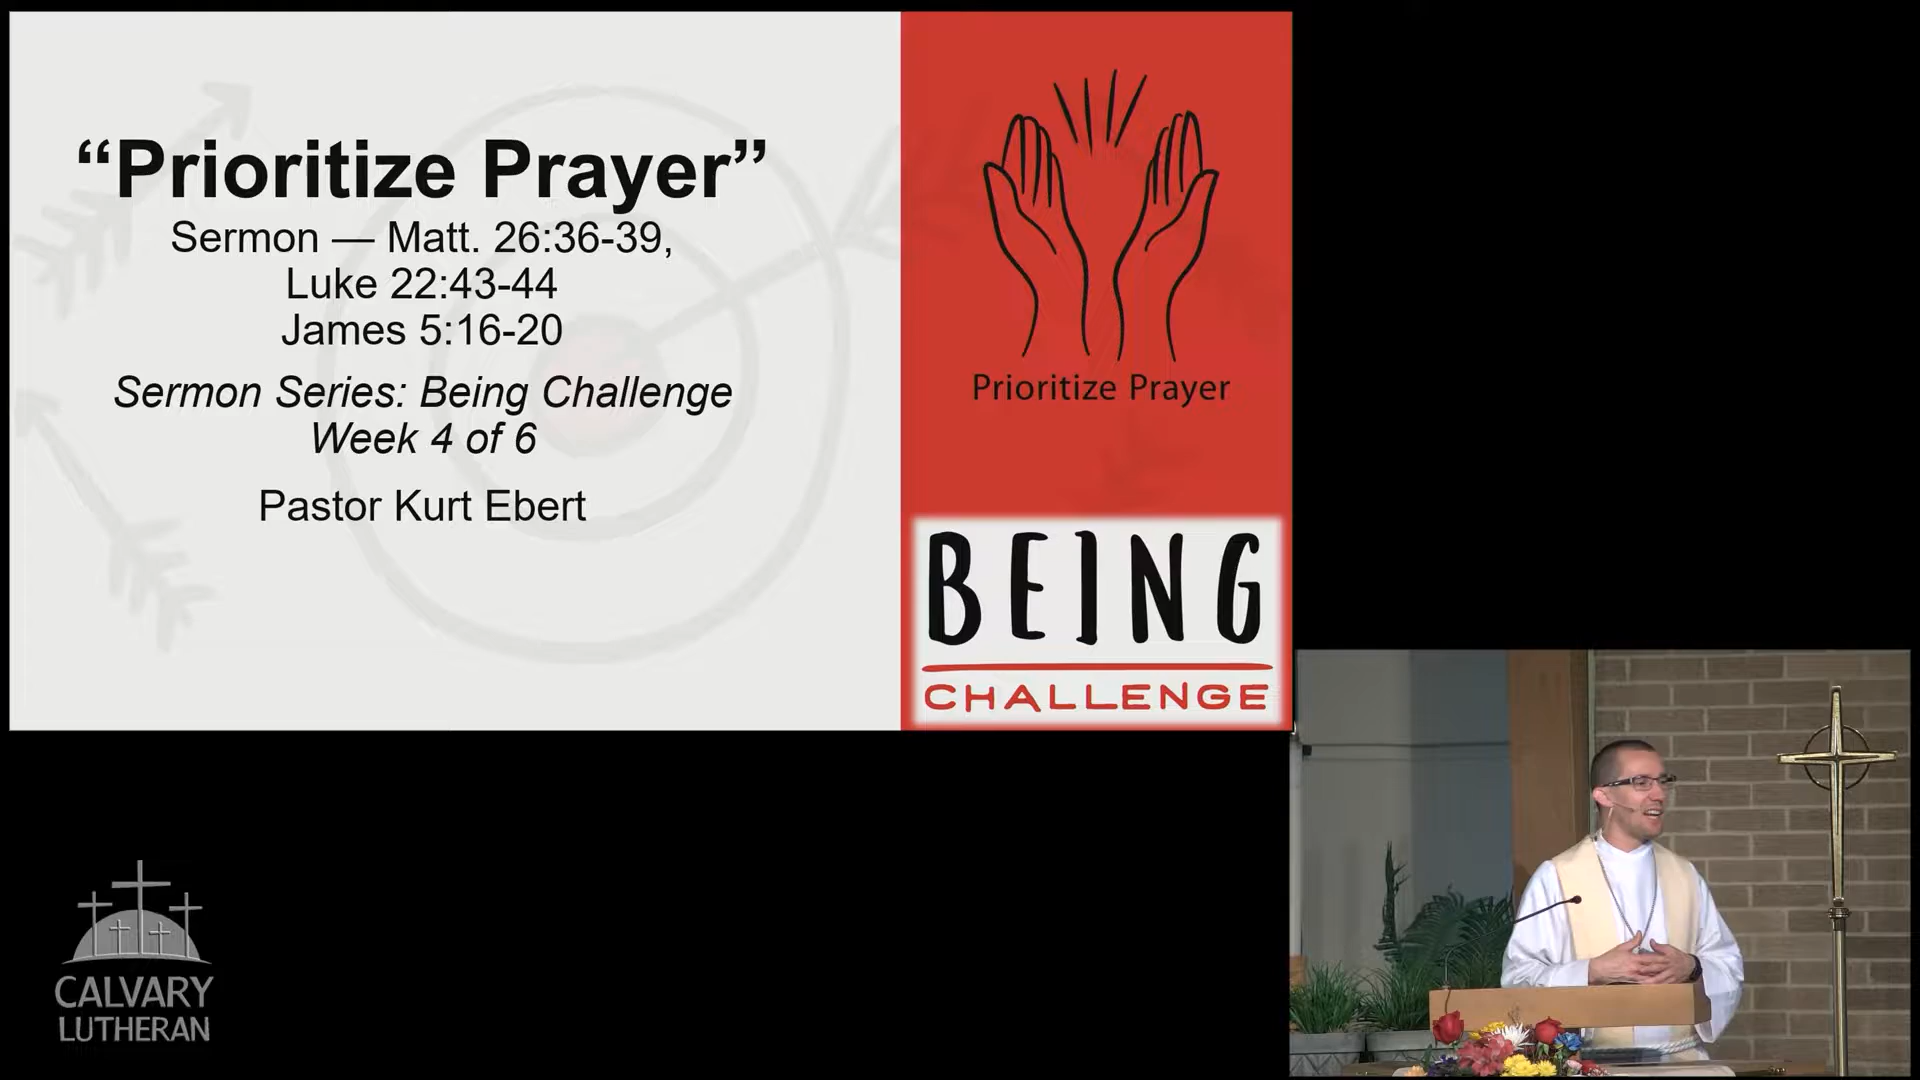 “Prioritize Prayer”
Sermon — Matt. 26:36-39,
Luke 22:43-44
James 5:16-20
Sermon Series: Being Challenge
Week 4 of 6
Pastor Kurt Ebert
Prioritize Prayer
BEING
CHALLENGE
CALVARY
LUTHERAN